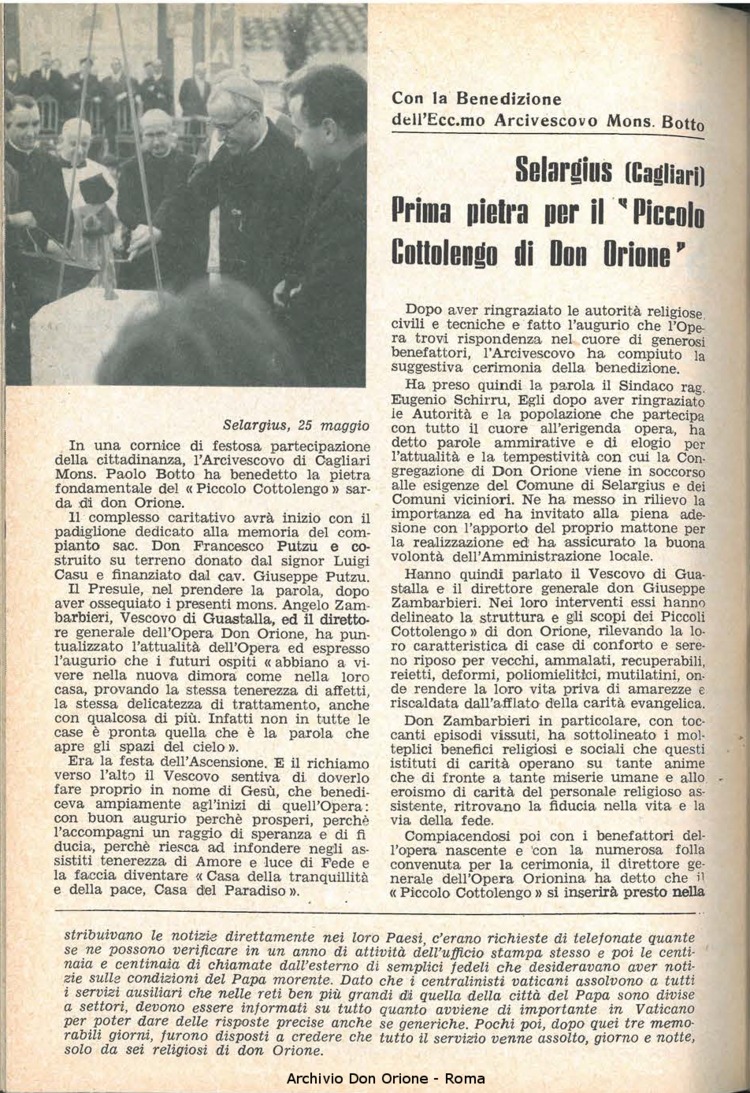 Con la Benedizione
dell'Ecc.mo Arcivescovo Mons. Botto
Selargius (Cagliari)
Prima pietra per il "Piccolo
Cottolengo di Don Orione"
Selargius, 25 maggio
In una cornice di festosa partecipazione
della cittadinanza, l'Arcivescovo di Cagliari
Mons. Paolo Botto ha benedetto la pietra
fondamentale del « Piccolo Cottolengo » sar-
da di don Orione.
Il complesso caritativo avrà inizio con il
padiglione dedicato alla memoria del com-
pianto sac. Don Francesco Putzu e co-
struito su terreno donato dal signor Luigi
Casu e finanziato dal cav. Giuseppe Putzu.
Il Presule, nel prendere la parola, dopo
aver ossequiato i presenti mons. Angelo Zam-
barbieri, Vescovo di Guastalla, ed il diretto-
re generale dell'Opera Don Orione, ha pun-
tualizzato l'attualità dell'Opera ed espresso
l'augurio che i futuri ospiti « abbiano a vi-
vere nella nuova dimora come nella loro
casa, provando la stessa tenerezza di affetti,
la stessa delicatezza di trattamento, anche
con qualcosa di più. Infatti non in tutte le
case è pronta quella che è la parola che
apre gli spazi del cielo ».
Era la festa dell'Ascensione. E il richiamo
verso l'alto il Vescovo sentiva di doverlo
fare proprio in nome di Gesù, che benedi-
ceva ampiamente agl'inizi di quell'Opera:
con buon augurio perchè prosperi, perchè
l'accompagni un raggio di speranza e di fi
ducia, perchè riesca ad infondere negli as-
sistiti tenerezza di Amore e luce di Fede e
la faccia diventare « Casa della tranquillità
e della pace, Casa del Paradiso ».
Dopo aver ringraziato le autorità religiose,
civili e tecniche e fatto l'augurio che l'Ope-
ra trovi rispondenza nel cuore di generosi
benefattori, l'Arcivescovo ha compiuto la
suggestiva cerimonia della benedizione.
Ha preso quindi la parola il Sindaco rag.
Eugenio Schirru, Egli dopo aver ringraziato
le Autorità e la popolazione che partecipa
con tutto il cuore all'erigenda opera, ha
detto parole ammirative e di elogio per
l'attualità e la tempestività con cui la Con-
gregazione di Don Orione viene in soccorso
alle esigenze del Comune di Selargius e dei
Comuni viciniori. Ne ha messo in rilievo la
importanza ed ha invitato alla piena ade-
sione con l'apporto del proprio mattone per
la realizzazione ed ha assicurato la buona
volontà dell'Amministrazione locale.
Hanno quindi parlato il Vescovo di Gua-
stalla e il direttore generale don Giuseppe
Zambarbieri. Nei loro interventi essi hanno
delineato la struttura e gli scopi dei Piccoli
Cottolengo » di don Orione, rilevando la lo-
ro caratteristica di case di conforto e sere-
no riposo per vecchi, ammalati, recuperabili,
reietti, deformi, poliomielitici, mutilatini, on-
de rendere la loro vita priva di amarezze e
riscaldata dall'afflato della carità evangelica.
Don Zambarbieri in particolare, con toc-
canti episodi vissuti, ha sottolineato i mol-
teplici benefici religiosi e sociali che questi
istituti di carità operano su tante anime
che di fronte a tante miserie umane e allo
eroismo di carità del personale religioso as-
sistente, ritrovano la fiducia nella vita e la
via della fede.
Compiacendosi poi con i benefattori del-
l'opera nascente e con la numerosa folla
convenuta per la cerimonia, il direttore ge-
nerale dell'Opera Orionina ha detto che il
« Piccolo Cottolengo » si inserirà presto nella
stribuivano le notizie direttamente nei loro Paesi, c'erano richieste di telefonate quante
se ne possono verificare in un anno di attività dell'ufficio stampa stesso e poi le centi-
naia e centinaia di chiamate dall'esterno di semplici fedeli che desideravano aver noti-
zie sulle condizioni del Papa morente. Dato che i centralinisti vaticani assolvono a tutti
i servizi ausiliari che nelle reti ben più grandi di quella della città del Papa sono divise
a settori, devono essere informati su tutto quanto avviene di importante in Vaticano
per poter dare delle risposte precise anche se generiche. Pochi poi, dopo quei tre memo-
rabili giorni, furono disposti a credere che tutto il servizio venne assolto, giorno e notte,
solo da sei religiosi di don Orione.
Archivio Don Orione - Roma